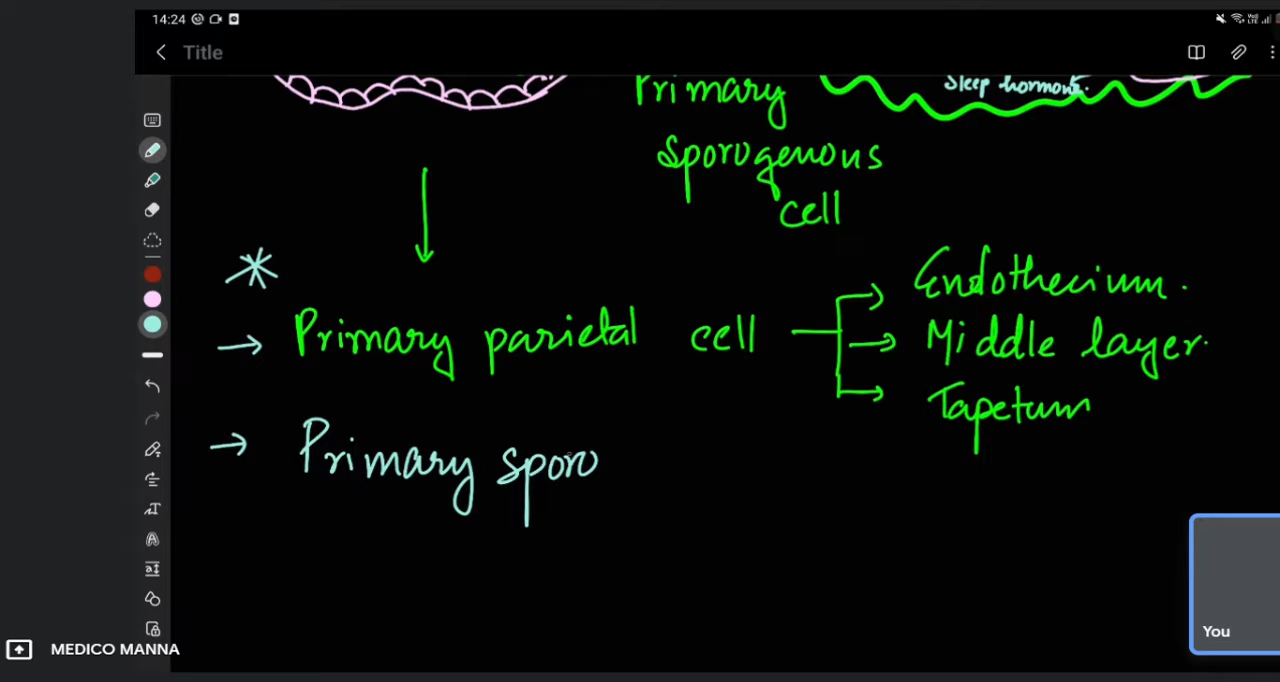 14:24
Title
Primary
Sleep hormone.
sporogenous
cell
Endothecium.
→ Primary parietal cell
Middle layer.
Tapetum
→ Primary sporo
You
MEDICO MANNA